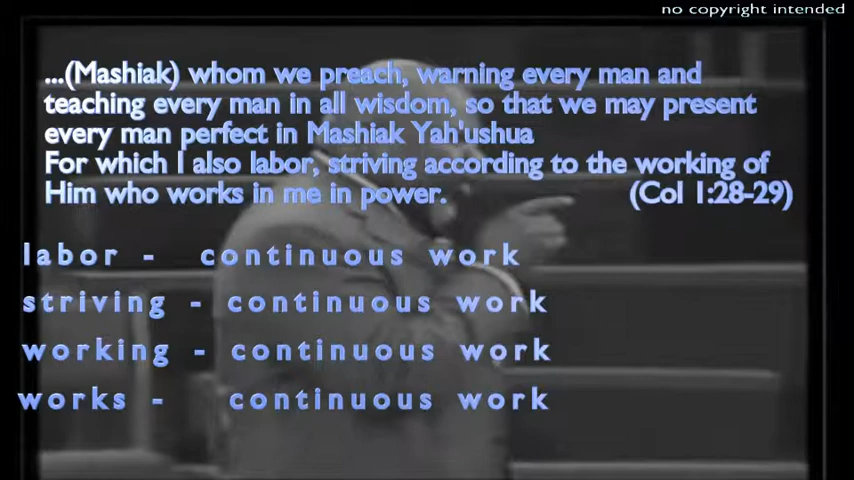 no copyright intended
...(Mashiak) whom we preach, warning every man and
teaching every man in all wisdom, so that we may present
every man perfect in Mashiak Yah'ushua
For which I also labor, striving according to the working of
Him who works in me in power. (Col 1:28-29)
labor - continuous work
striving - continuous work
working - continuous work
works - continuous work